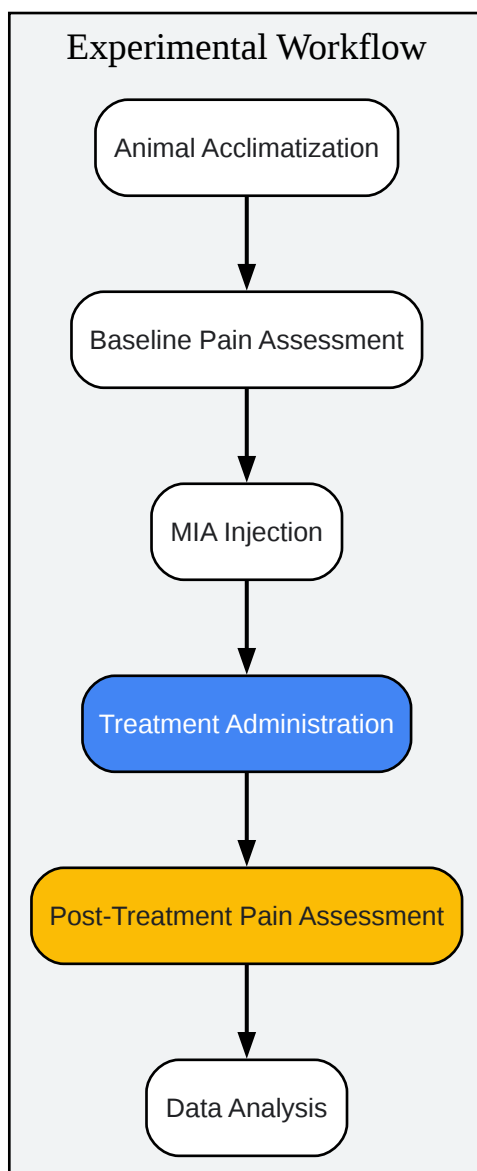 Experimental Workflow
Animal Acclimatization
Baseline Pain Assessment
MIA Injection
Treatment Administration
Post-Treatment Pain Assessment
Data Analysis